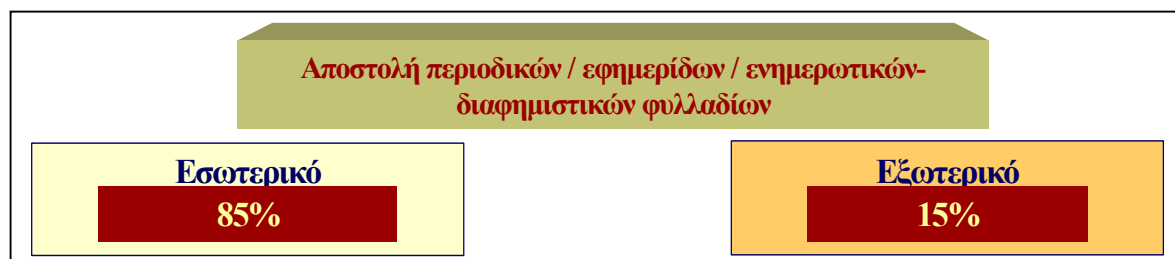 Αποστολή περιοδικών / εφημερίδων / ενημερωτικών-
διαφημιστικών φυλλαδίων
Εσωτερικό
85%
Εξωτερικό
15%